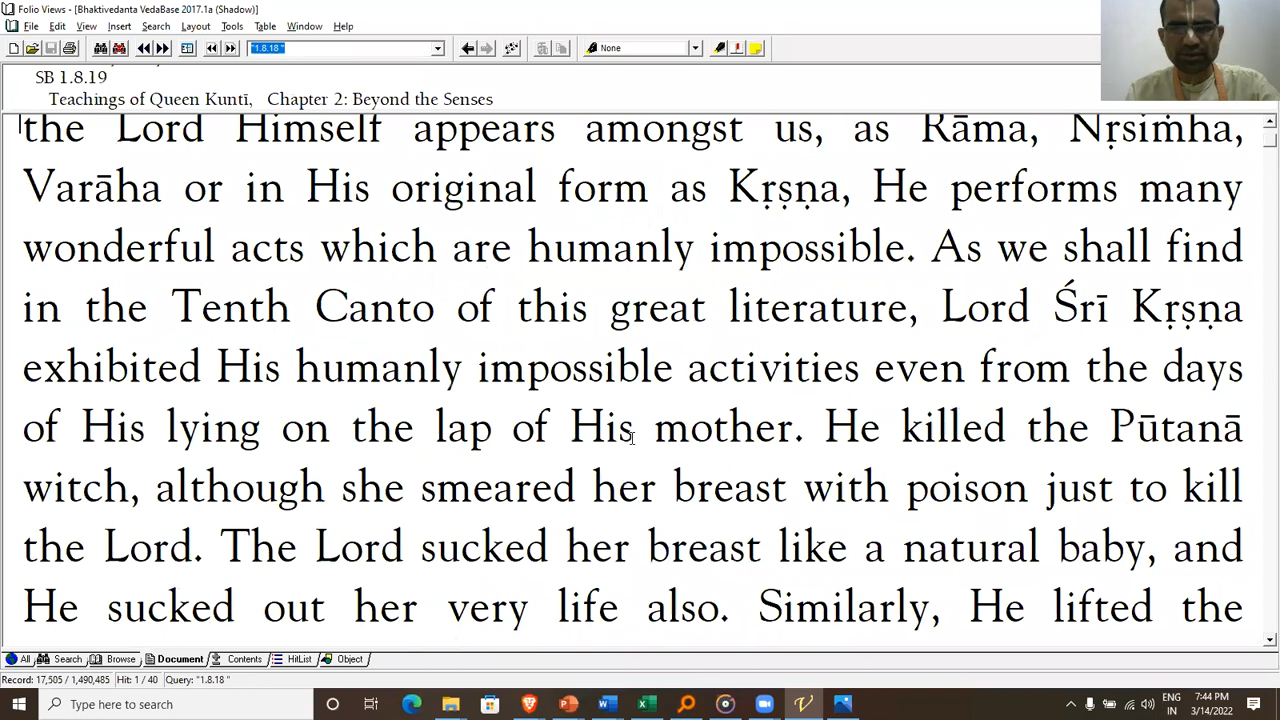 Folio Views - [Bhaktivedanta VedaBase 2017.1a (Shadow)]
File Edit View Insert Search Layout Tools Table Window Help
"1.8.18 " None
SB 1.8.19
Teachings of Queen Kuntī, Chapter 2: Beyond the Senses
the Lord Himself appears amongst us, as Rāma, Nṛsiṁha,
Varāha or in His original form as Kṛṣṇa, He performs many
wonderful acts which are humanly impossible. As we shall find
in the Tenth Canto of this great literature, Lord Śrī Kṛṣṇa
exhibited His humanly impossible activities even from the days
of His lying on the lap of His mother. He killed the Pūtanā
witch, although she smeared her breast with poison just to kill
the Lord. The Lord sucked her breast like a natural baby, and
He sucked out her very life also. Similarly, He lifted the
All Search Browse Document Contents HitList Object
Record: 17,505 / 1,490,485 Hit: 1 / 40 Query: "1.8.18 "
Type here to search
ENG 7:44 PM
IN 3/14/2022